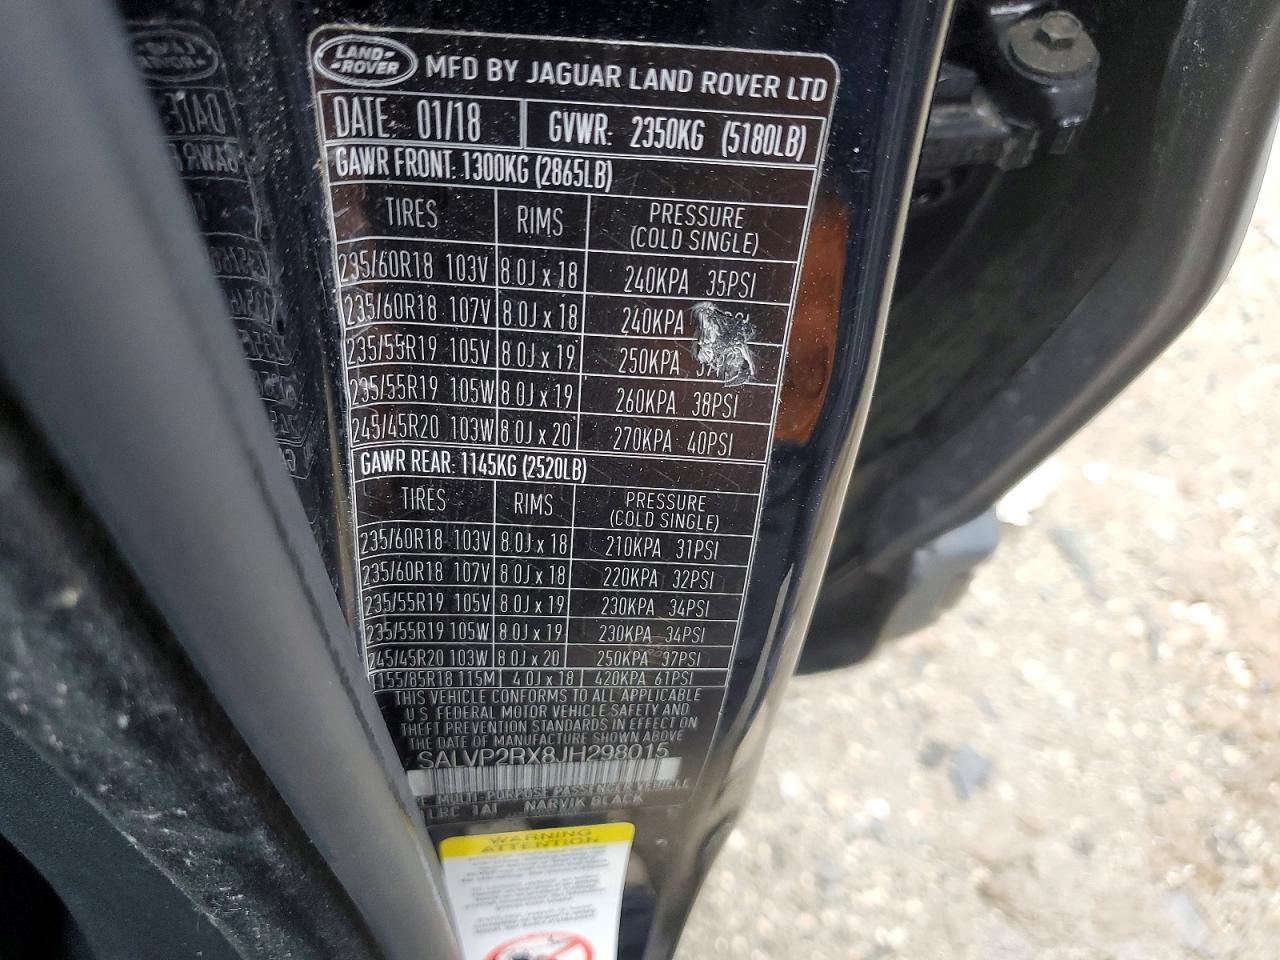 LAND ROVER MFD BY JAGUAR LAND ROVER LTD
DATE: 01/18 GVWR: 2350KG (5180LB)
GAWR FRONT: 1300KG (2865LB)
TIRES RIMS PRESSURE (COLD SINGLE)
235/60R18 103V 8.0J x 18 240KPA 35PSI
235/60R18 107V 8.0J x 18 240KPA
235/55R19 105V 8.0J x 19 250KPA
235/55R19 105W 8.0J x 19 260KPA 38PSI
245/45R20 103W 8.0J x 20 270KPA 40PSI
GAWR REAR: 1145KG (2520LB)
TIRES RIMS PRESSURE (COLD SINGLE)
235/60R18 103V 8.0J x 18 210KPA 31PSI
235/60R18 107V 8.0J x 18 220KPA 32PSI
235/55R19 105V 8.0J x 19 230KPA 34PSI
235/55R19 105W 8.0J x 19 230KPA 34PSI
245/45R20 103W 8.0J x 20 250KPA 37PSI
T155/85R18 115M 4.0J x 18 420KPA 61PSI
THIS VEHICLE CONFORMS TO ALL APPLICABLE
U S FEDERAL MOTOR VEHICLE SAFETY AND
THEFT PREVENTION STANDARDS IN EFFECT ON
THE DATE OF MANUFACTURE SHOWN ABOVE
SALVP2RX8JH298015
MULTI-PURPOSE PASSENGER VEHICLE
LRC 1AI NARVIK BLACK
WARNING
ATTENTION